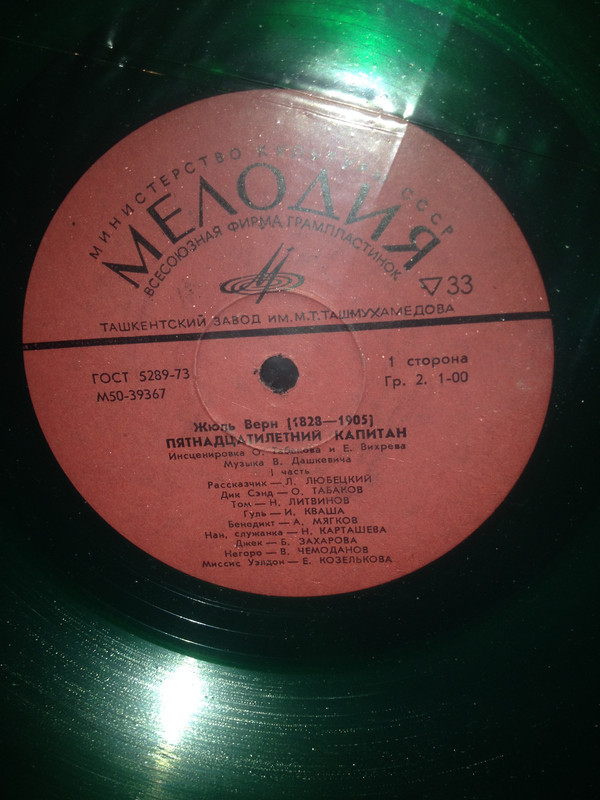 МИНИСТЕРСТВО КУЛЬТУРЫ СССР
МЕЛОДИЯ
ВСЕСОЮЗНАЯ ФИРМА ГРАМПЛАСТИНОК
33
ТАШКЕНТСКИЙ ЗАВОД ИМ.М.Т.ТАШМУХАМЕДОВА
ГОСТ 5289-73
М50-39367
1 сторона
Гр. 2. 1-00
Жюль Верн (1828—1905)
ПЯТНАДЦАТИЛЕТНИЙ КАПИТАН
Инсценировка О. Табакова и Е. Вихрева
Музыка В. Дашкевича
I часть
Рассказчик — Л. ЛЮБЕЦКИЙ
Дик Сэнд — О. ТАБАКОВ
Том — Н. ЛИТВИНОВ
Гуль — И. КВАША
Бенедикт — А. МЯГКОВ
Нан, служанка — Н. КАРТАШЕВА
Джек — Б. ЗАХАРОВА
Негоро — В. ЧЕМОДАНОВ
Миссис Уэлдон — Е. КОЗЕЛЬКОВА